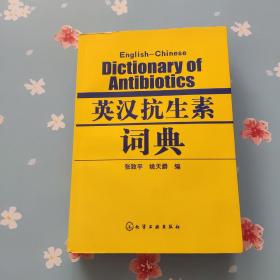 English-Chinese
Dictionary of
Antibiotics
英汉抗生素
词典
张致平 姚天爵 编
化学工业出版社